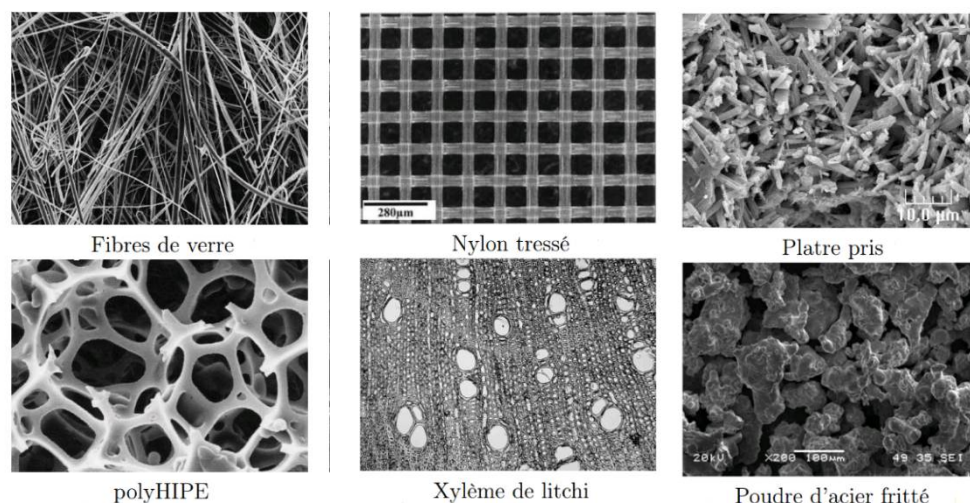 280µm
10,0 µm
Fibres de verre
Nylon tressé
Platre pris
20kV X200 100µm 49 35 SEI
polyHIPE
Xylème de litchi
Poudre d'acier fritté